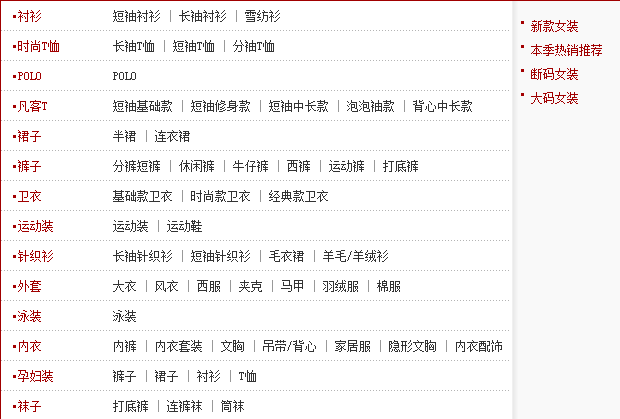 ▪衬衫 短袖衬衫 | 长袖衬衫 | 雪纺衫
▪时尚T恤 长袖T恤 | 短袖T恤 | 分袖T恤
▪POLO POLO
▪凡客T 短袖基础款 | 短袖修身款 | 短袖中长款 | 泡泡袖款 | 背心中长款
▪裙子 半裙 | 连衣裙
▪裤子 分裤短裤 | 休闲裤 | 牛仔裤 | 西裤 | 运动裤 | 打底裤
▪卫衣 基础款卫衣 | 时尚款卫衣 | 经典款卫衣
▪运动装 运动装 | 运动鞋
▪针织衫 长袖针织衫 | 短袖针织衫 | 毛衣裙 | 羊毛/羊绒衫
▪外套 大衣 | 风衣 | 西服 | 夹克 | 马甲 | 羽绒服 | 棉服
▪泳装 泳装
▪内衣 内裤 | 内衣套装 | 文胸 | 吊带/背心 | 家居服 | 隐形文胸 | 内衣配饰
▪孕妇装 裤子 | 裙子 | 衬衫 | T恤
▪袜子 打底裤 | 连裤袜 | 筒袜
▪ 新款女装
▪ 本季热销推荐
▪ 断码女装
▪ 大码女装